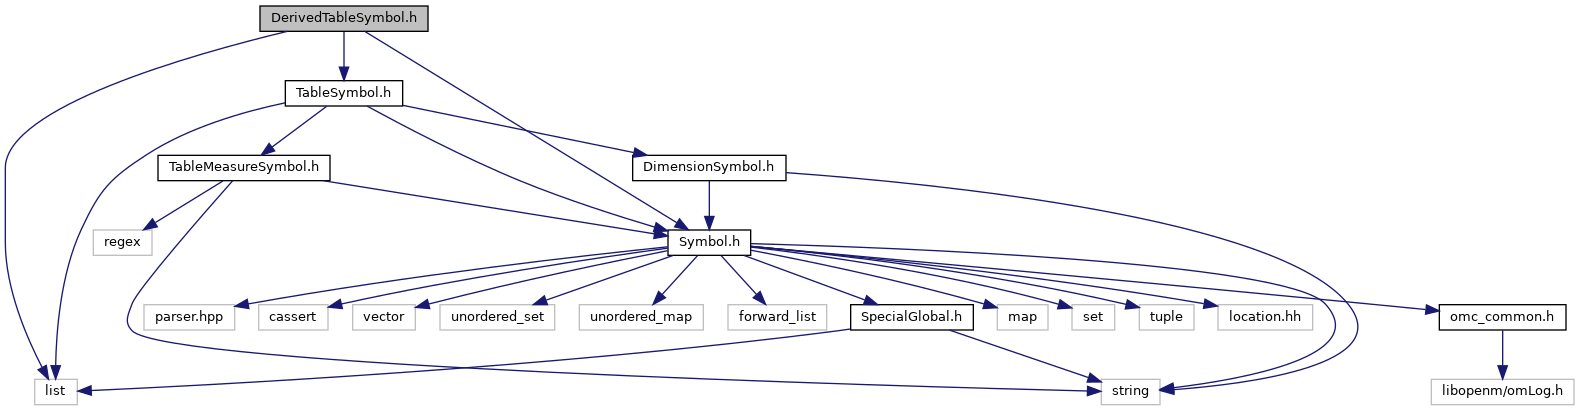 DerivedTableSymbol.h
TableSymbol.h
TableMeasureSymbol.h
DimensionSymbol.h
regex
Symbol.h
parser.hpp
cassert
vector
unordered_set
unordered_map
forward_list
SpecialGlobal.h
map
set
tuple
location.hh
omc_common.h
list
string
libopenm/omLog.h